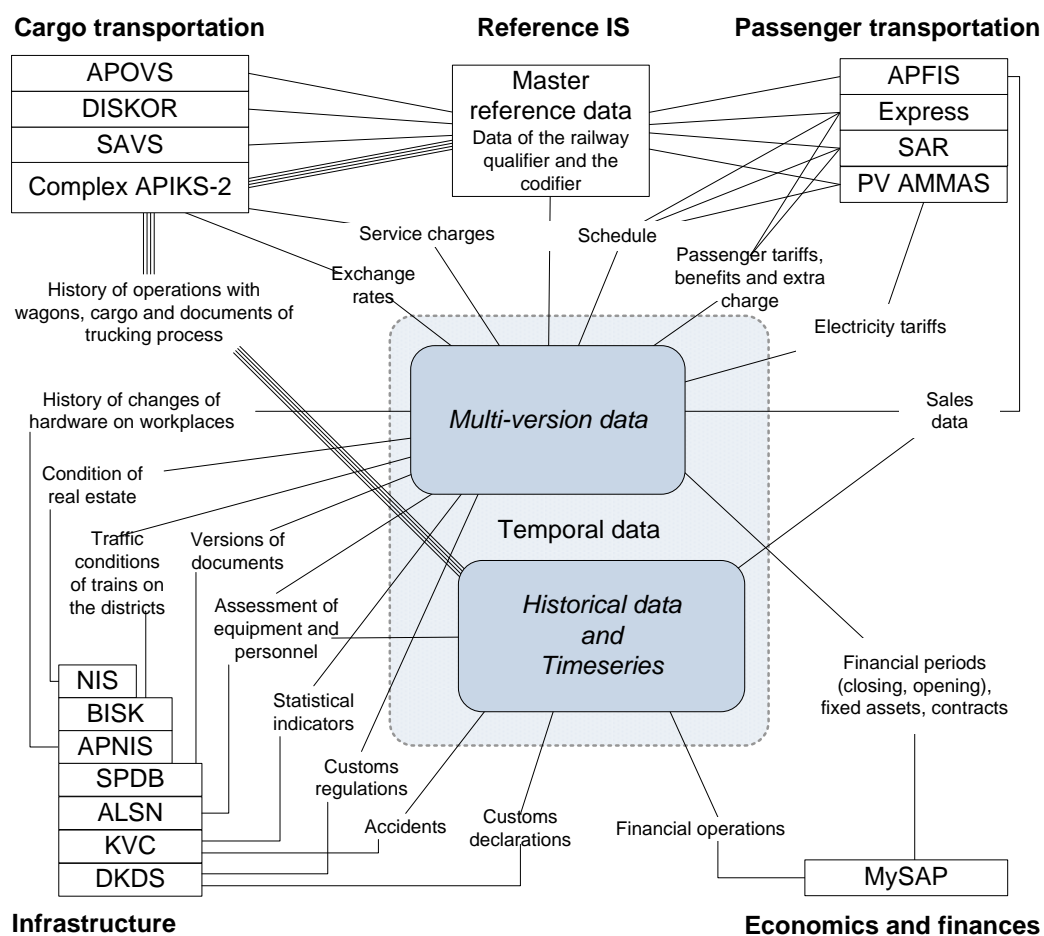 Cargo transportation
Reference IS
Passenger transportation
APOVS
DISKOR
SAVS
Complex APIKS-2
Master
reference data
Data of the railway
qualifier and the
codifier
APFIS
Express
SAR
PV AMMAS
Service charges
Schedule
Exchange
rates
Passenger tariffs,
benefits and extra
charge
History of operations with
wagons, cargo and documents of
trucking process
Electricity tariffs
History of changes of
hardware on workplaces
Multi-version data
Sales
data
Condition of
real estate
Traffic
conditions
of trains on
the districts
Versions of
documents
Temporal data
Assessment of
equipment and
personnel
Historical data
and
Timeseries
Financial periods
(closing, opening),
fixed assets, contracts
NIS
BISK
APNIS
SPDB
ALSN
KVC
DKDS
Statistical
indicators
Customs
regulations
Accidents
Customs
declarations
Financial operations
MySAP
Infrastructure
Economics and finances